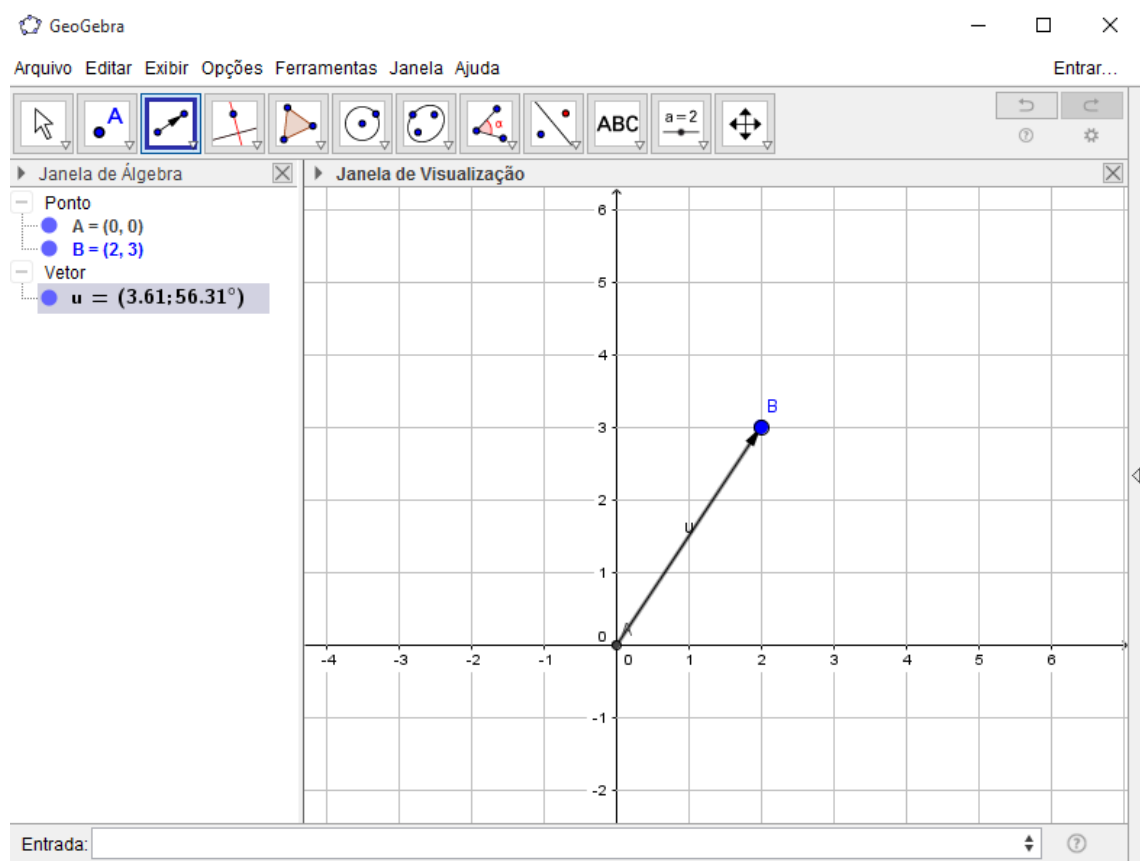 GeoGebra
Arquivo Editar Exibir Opções Ferramentas Janela Ajuda Entrar...
A α ABC a = 2
Janela de Álgebra
Ponto
A = (0, 0)
B = (2, 3)
Vetor
u = (3.61; 56.31°)
Janela de Visualização
6
5
4
B
3
2
u
1
0 A
-4 -3 -2 -1 0 1 2 3 4 5 6
-1
-2
Entrada: